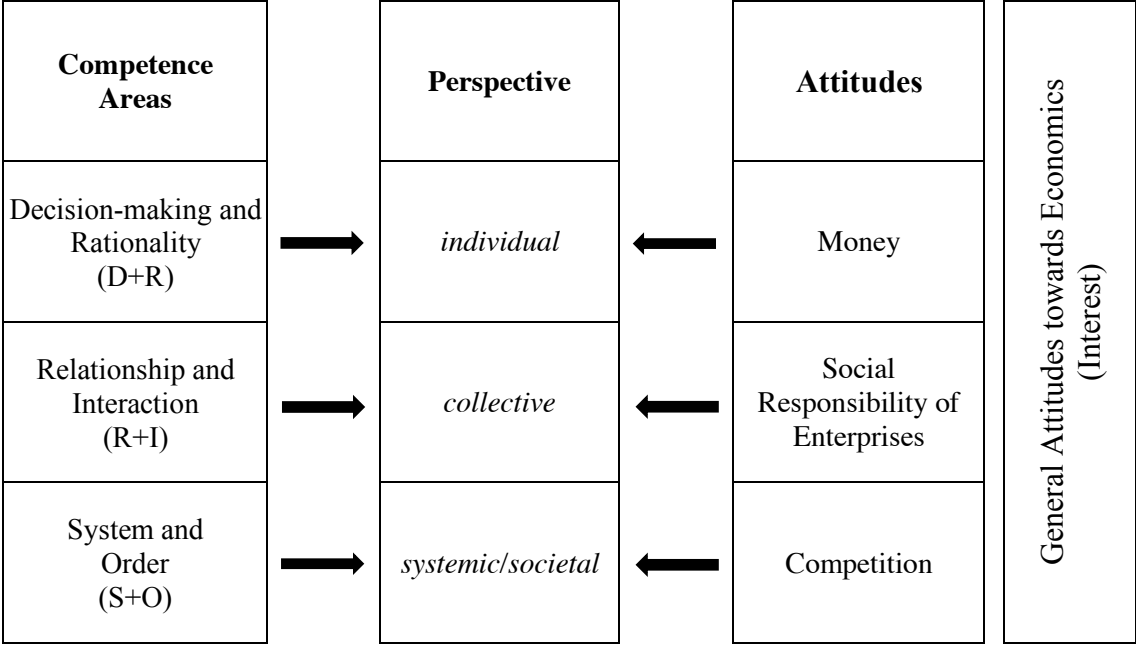 Competence
Areas
Perspective
Attitudes
Decision-making and
Rationality
(D+R)
individual
Money
Relationship and
Interaction
(R+I)
collective
Social
Responsibility of
Enterprises
System and
Order
(S+O)
systemic/societal
Competition
General Attitudes towards Economics
(Interest)